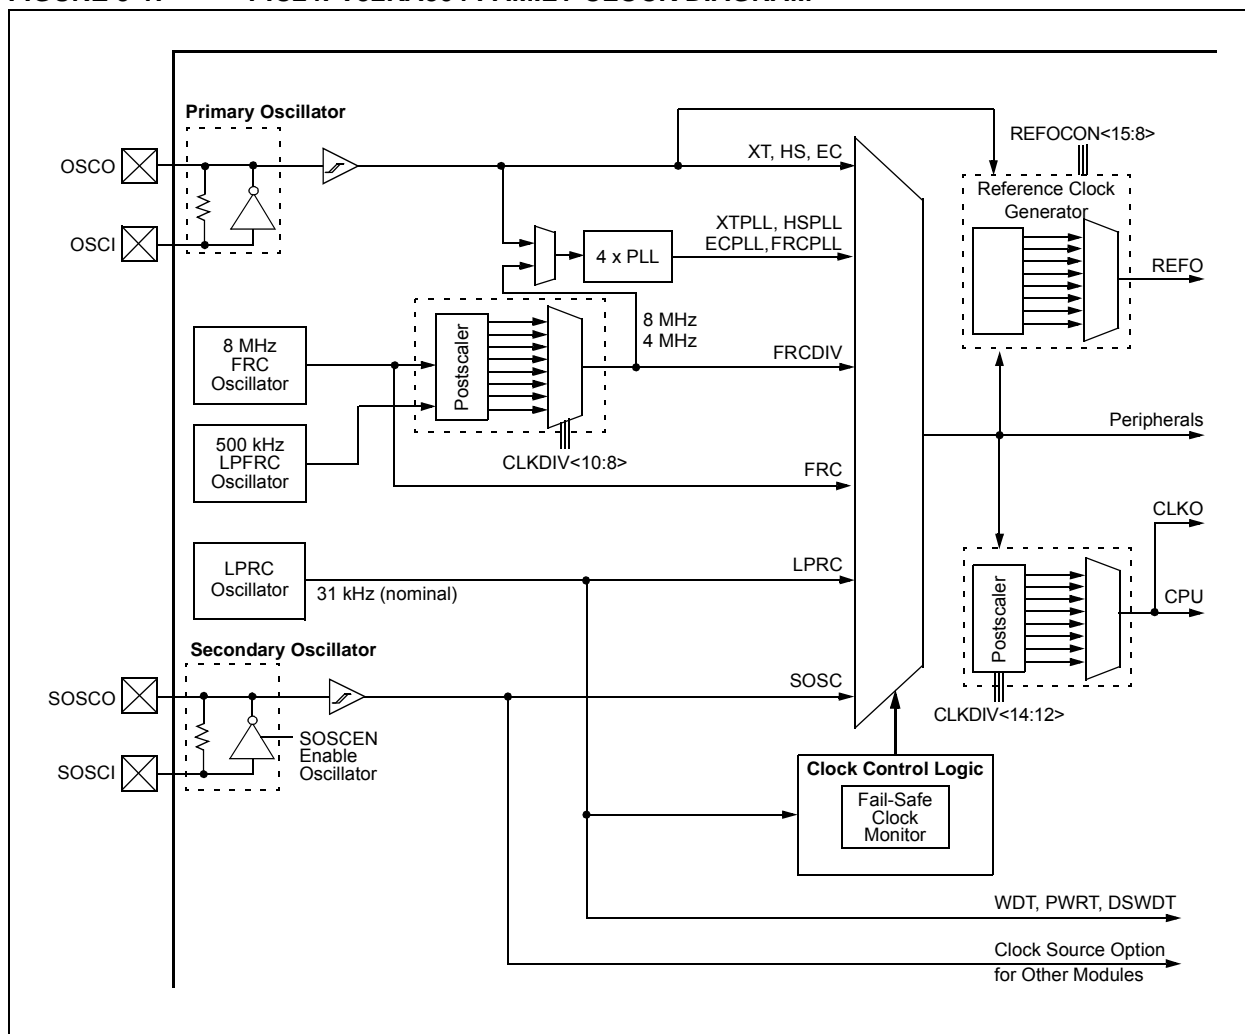 Primary Oscillator
OSCO
OSCI
XT, HS, EC
REFOCON<15:8>
Reference Clock
Generator
REFO
XTPLL, HSPLL
ECPLL,FRCPLL
4 x PLL
8 MHz
FRC
Oscillator
Postscaler
8 MHz
4 MHz
FRCDIV
500 kHz
LPFRC
Oscillator
CLKDIV<10:8>
FRC
Peripherals
LPRC
Oscillator
31 kHz (nominal)
LPRC
CLKO
CPU
Postscaler
CLKDIV<14:12>
Secondary Oscillator
SOSCO
SOSCI
SOSCEN
Enable
Oscillator
SOSC
Clock Control Logic
Fail-Safe
Clock
Monitor
WDT, PWRT, DSWDT
Clock Source Option
for Other Modules